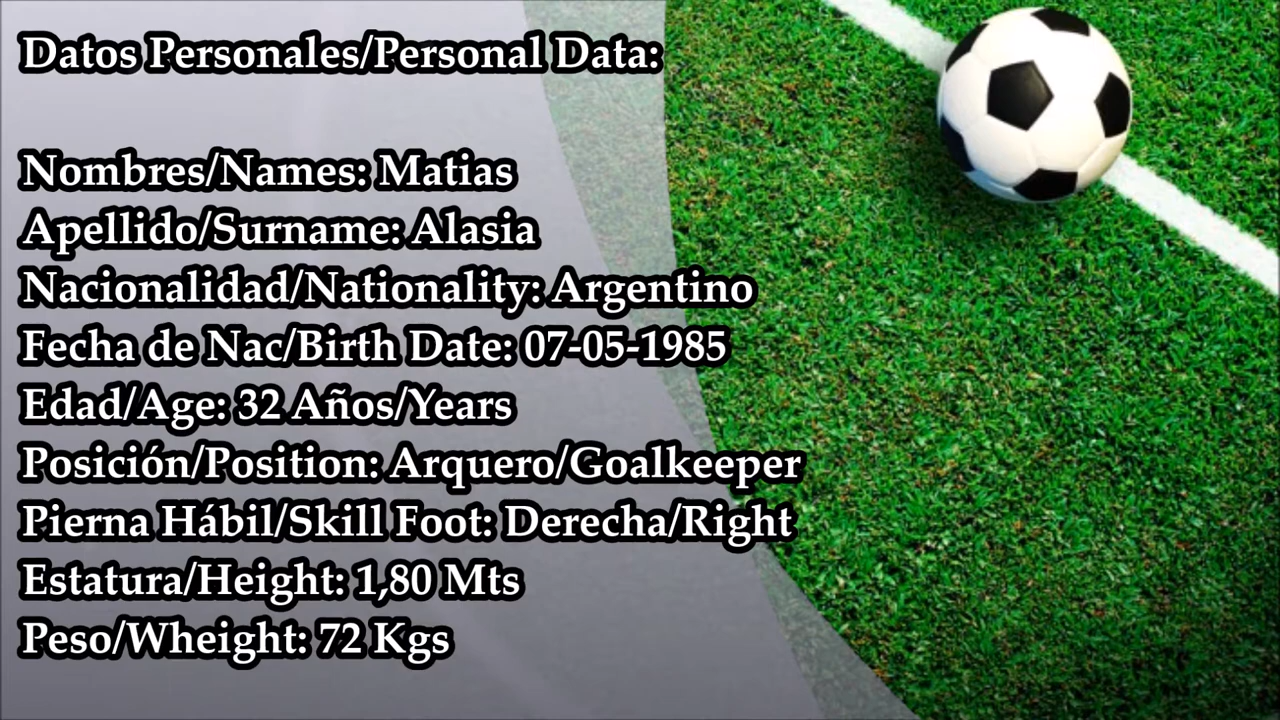 Datos Personales/Personal Data:
Nombres/Names: Matias
Apellido/Surname: Alasia
Nacionalidad/Nationality: Argentino
Fecha de Nac/Birth Date: 07-05-1985
Edad/Age: 32 Años/Years
Posición/Position: Arquero/Goalkeeper
Pierna Hábil/Skill Foot: Derecha/Right
Estatura/Height: 1,80 Mts
Peso/Wheight: 72 Kgs